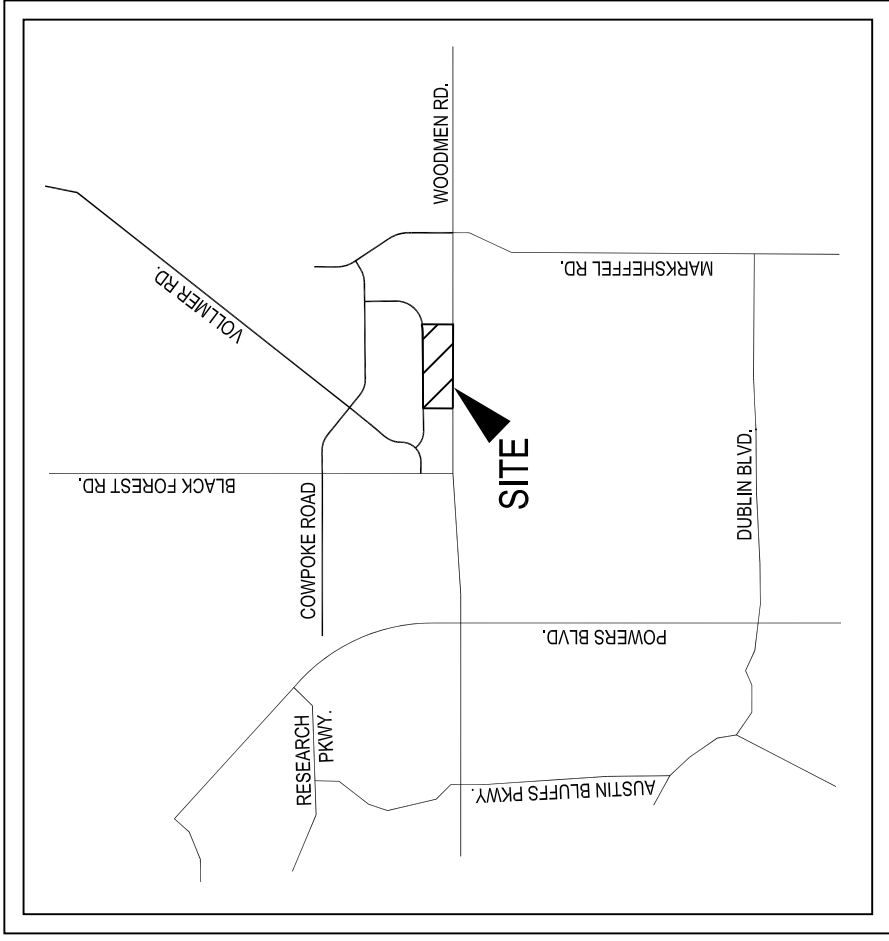 WOODMEN RD.
VOLLMER RD.
MARKSHEFFEL RD.
BLACK FOREST RD.
COWPOKE ROAD
SITE
DUBLIN BLVD.
POWERS BLVD.
RESEARCH
PKWY.
AUSTIN BLUFFS PKWY.